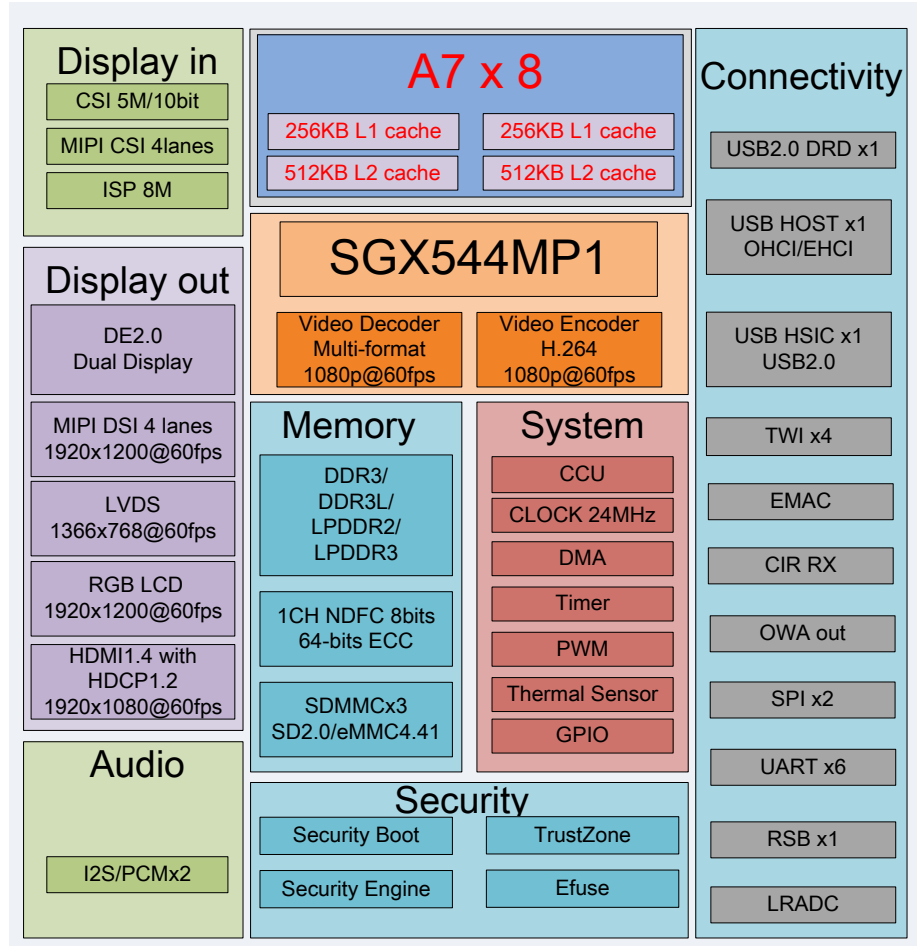 Display in
CSI 5M/10bit
MIPI CSI 4lanes
ISP 8M
Display out
DE2.0
Dual Display
MIPI DSI 4 lanes
1920x1200@60fps
LVDS
1366x768@60fps
RGB LCD
1920x1200@60fps
HDMI1.4 with
HDCP1.2
1920x1080@60fps
Audio
I2S/PCMx2
A7 x 8
256KB L1 cache
256KB L1 cache
512KB L2 cache
512KB L2 cache
SGX544MP1
Video Decoder
Multi-format
1080p@60fps
Video Encoder
H.264
1080p@60fps
Memory
DDR3/
DDR3L/
LPDDR2/
LPDDR3
1CH NDFC 8bits
64-bits ECC
SDMMCx3
SD2.0/eMMC4.41
System
CCU
CLOCK 24MHz
DMA
Timer
PWM
Thermal Sensor
GPIO
Security
Security Boot
TrustZone
Security Engine
Efuse
Connectivity
USB2.0 DRD x1
USB HOST x1
OHCI/EHCI
USB HSIC x1
USB2.0
TWI x4
EMAC
CIR RX
OWA out
SPI x2
UART x6
RSB x1
LRADC